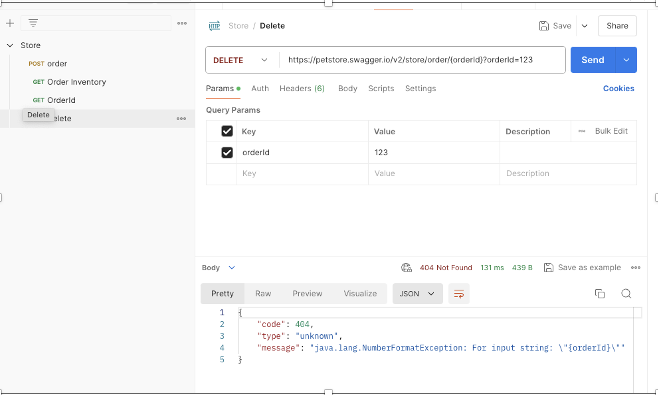 Store / Delete
Save
Share
Store
DELETE
https://petstore.swagger.io/v2/store/order/{orderId}?orderId=123
Send
POST order
GET Order Inventory
GET OrderId
Delete
elete
Params
Auth
Headers (6)
Body
Scripts
Settings
Cookies
Query Params
Key Value Description Bulk Edit
orderId 123
Key Value Description
Body
404 Not Found 131 ms 439 B Save as example
Pretty Raw Preview Visualize JSON
1 {
2 "code": 404,
3 "type": "unknown",
4 "message": "java.lang.NumberFormatException: For input string: \"{orderId}\""
5 }